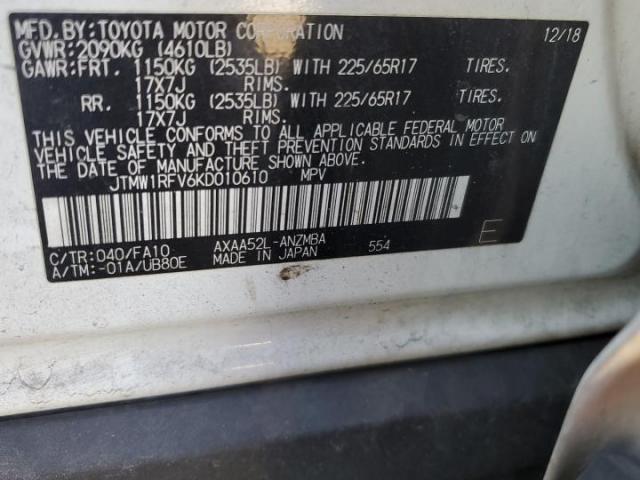 MFD.BY:TOYOTA MOTOR CORPORATION 12/18
GVWR:2090KG (4610LB)
GAWR:FRT. 1150KG (2535LB) WITH 225/65R17 TIRES.
17X7J RIMS.
RR. 1150KG (2535LB) WITH 225/65R17 TIRES.
17X7J RIMS.
THIS VEHICLE CONFORMS TO ALL APPLICABLE FEDERAL MOTOR
VEHICLE SAFETY AND THEFT PREVENTION STANDARDS IN EFFECT ON
THE DATE OF MANUFACTURE SHOWN ABOVE.
JTMW1RFV6KD010610 MPV
C/TR:040/FA10 AXAA52L-ANZMBA 554 E
A/TM:-01A/UB80E MADE IN JAPAN